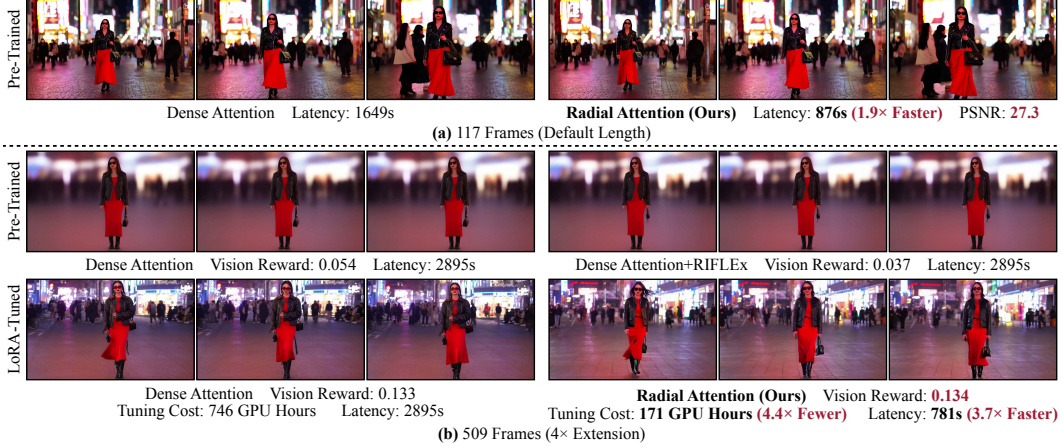 Pre-Trained
Dense Attention Latency: 1649s
Radial Attention (Ours) Latency: 876s (1.9× Faster) PSNR: 27.3
(a) 117 Frames (Default Length)
Pre-Trained
Dense Attention Vision Reward: 0.054 Latency: 2895s
Dense Attention+RIFLEx Vision Reward: 0.037 Latency: 2895s
LoRA-Tuned
Dense Attention Vision Reward: 0.133
Tuning Cost: 746 GPU Hours Latency: 2895s
Radial Attention (Ours) Vision Reward: 0.134
Tuning Cost: 171 GPU Hours (4.4× Fewer) Latency: 781s (3.7× Faster)
(b) 509 Frames (4× Extension)